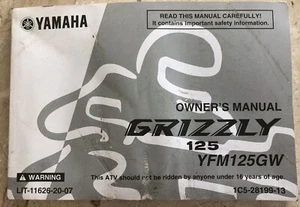 YAMAHA
READ THIS MANUAL CAREFULLY!
It contains important safety information.
OWNER'S MANUAL
GRIZZLY
125
YFM125GW
WARNING
This ATV should not be ridden by anyone under 16 years of age.
LIT-11626-20-07
1C5-28199-13